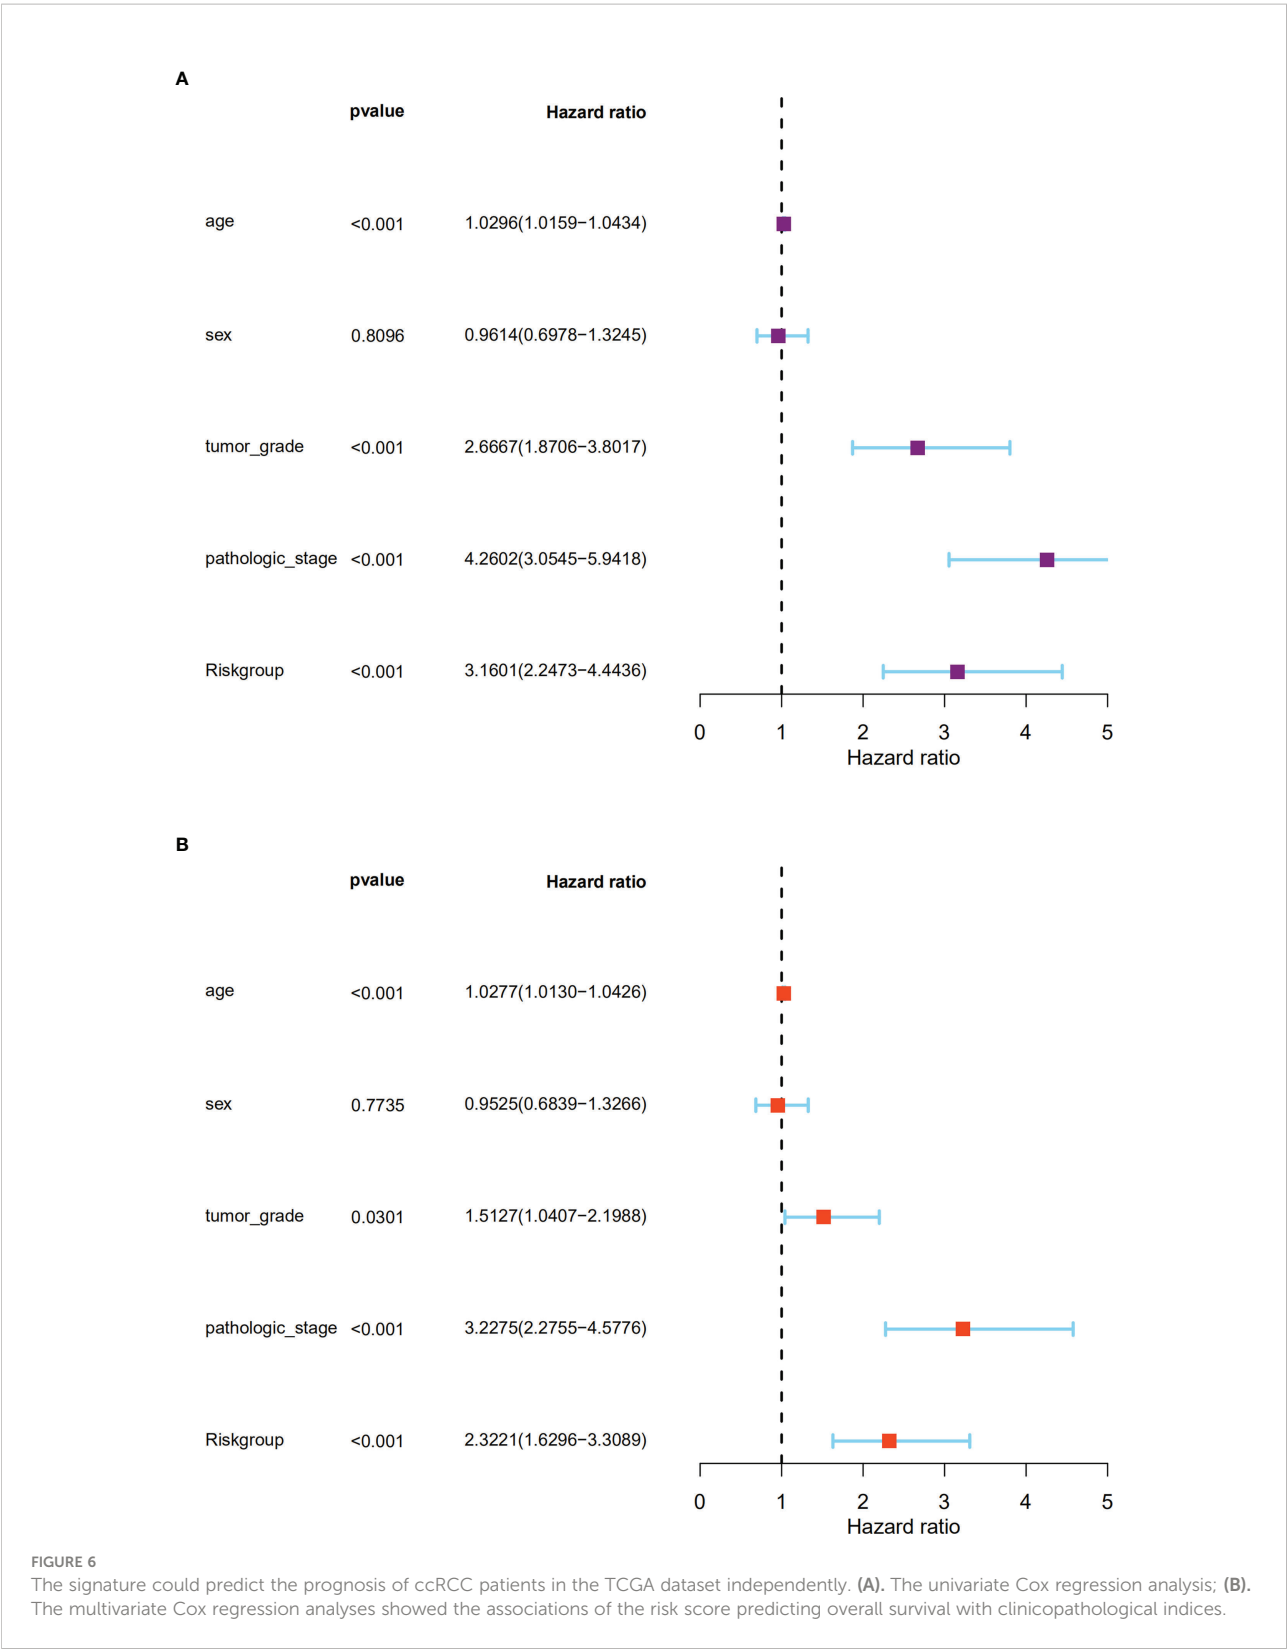 A
pvalue Hazard ratio
age <0.001 1.0296(1.0159−1.0434)
sex 0.8096 0.9614(0.6978−1.3245)
tumor_grade <0.001 2.6667(1.8706−3.8017)
pathologic_stage <0.001 4.2602(3.0545−5.9418)
Riskgroup <0.001 3.1601(2.2473−4.4436)
0 1 2 3 4 5
Hazard ratio
B
pvalue Hazard ratio
age <0.001 1.0277(1.0130−1.0426)
sex 0.7735 0.9525(0.6839−1.3266)
tumor_grade 0.0301 1.5127(1.0407−2.1988)
pathologic_stage <0.001 3.2275(2.2755−4.5776)
Riskgroup <0.001 2.3221(1.6296−3.3089)
0 1 2 3 4 5
Hazard ratio
FIGURE 6
The signature could predict the prognosis of ccRCC patients in the TCGA dataset independently. (A). The univariate Cox regression analysis; (B).
The multivariate Cox regression analyses showed the associations of the risk score predicting overall survival with clinicopathological indices.